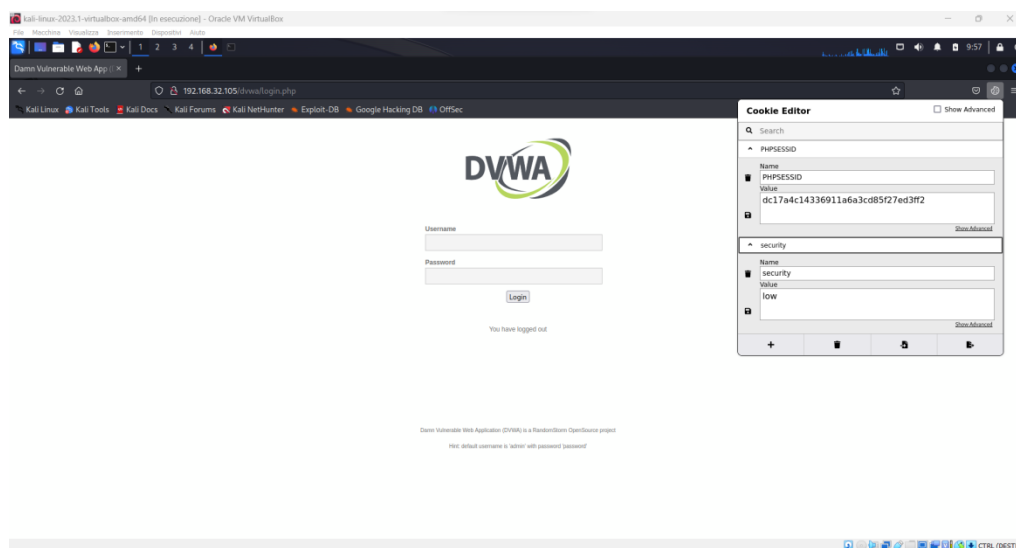 kali-linux-2023.1-virtualbox-amd64 [In esecuzione] - Oracle VM VirtualBox
File Macchina Visualizza Inserimento Dispositivi Aiuto
1 2 3 4 9:57
Damn Vulnerable Web App (
192.168.32.105/dvwa/login.php
Kali Linux Kali Tools Kali Docs Kali Forums Kali NetHunter Exploit-DB Google Hacking DB OffSec
Cookie Editor Show Advanced
Search
PHPSESSID
Name
PHPSESSID
Value
dc17a4c14336911a6a3cd85f27ed3ff2
Show Advanced
security
Name
security
Value
low
Show Advanced
DVWA
Username
Password
Login
You have logged out
Damn Vulnerable Web Application (DVWA) is a RandomStorm OpenSource project
Hint: default username is 'admin' with password 'password'
CTRL (DEST